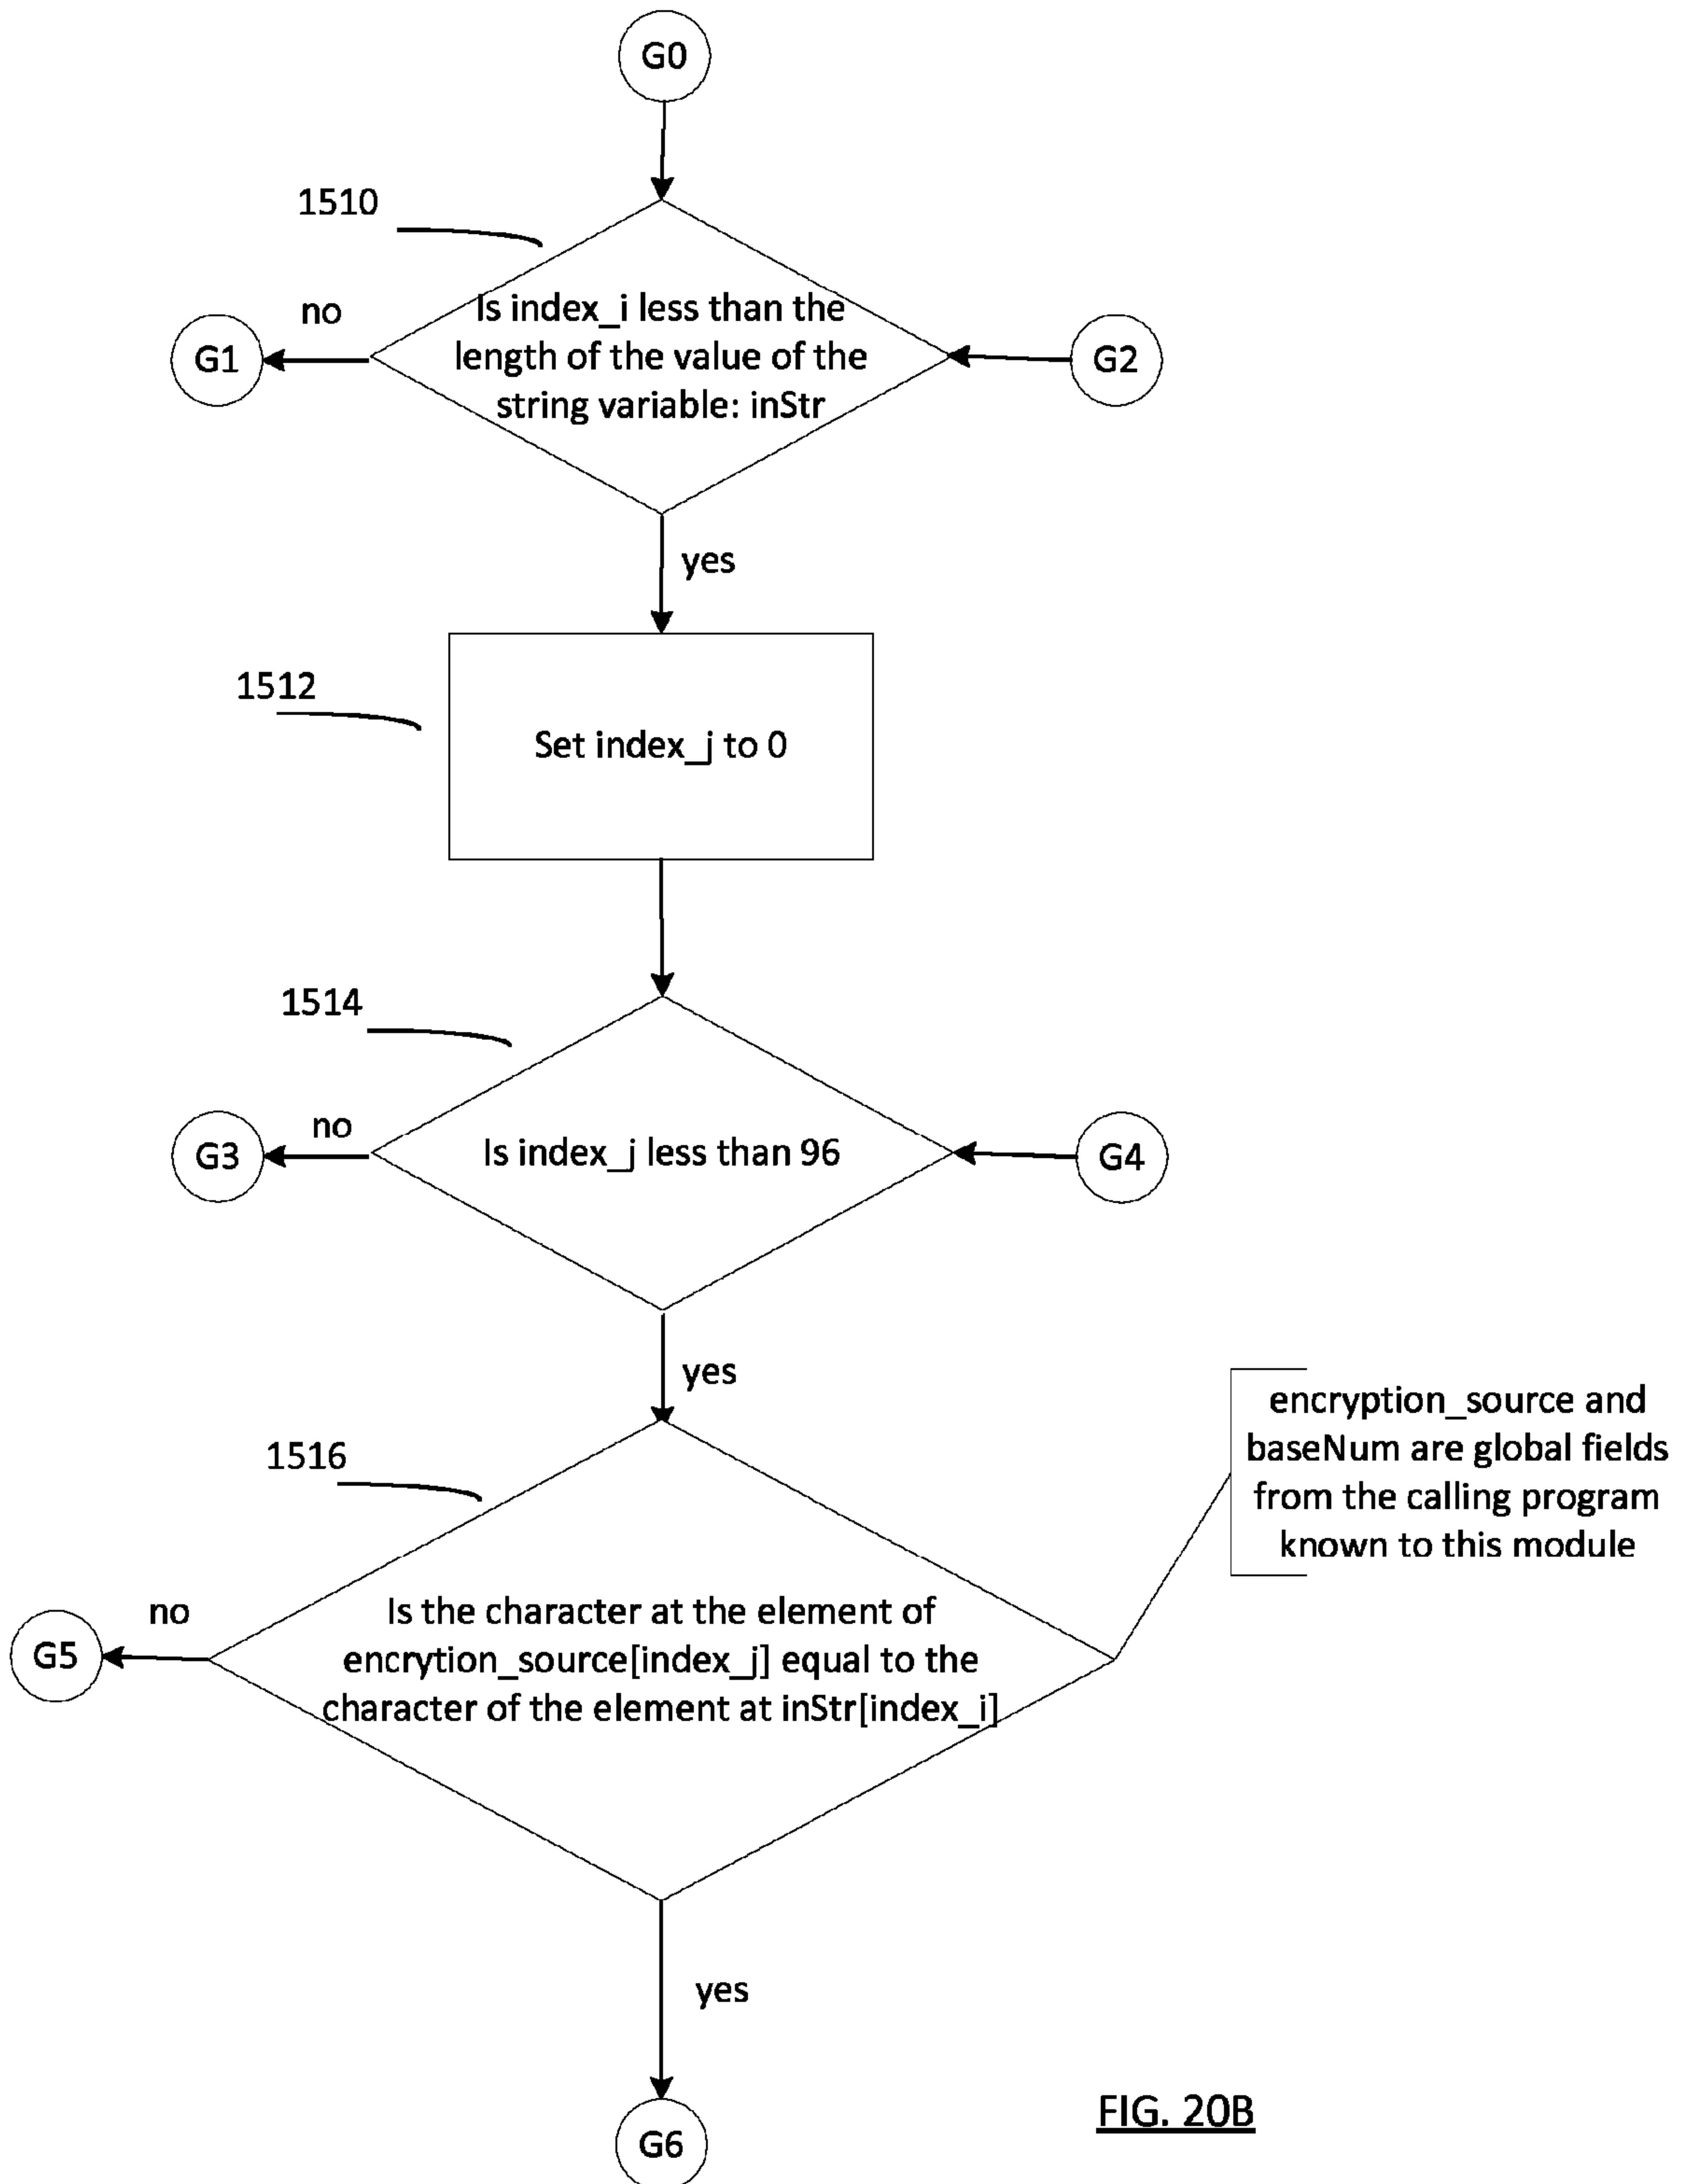 G0
1510
Is index_i less than the
length of the value of the
string variable: inStr
no
G1
G2
yes
1512
Set index_j to 0
1514
Is index_j less than 96
no
G3
G4
yes
encryption_source and
baseNum are global fields
from the calling program
known to this module
1516
Is the character at the element of
encrytion_source[index_j] equal to the
character of the element at inStr[index_i]
no
G5
yes
G6
FIG. 20B